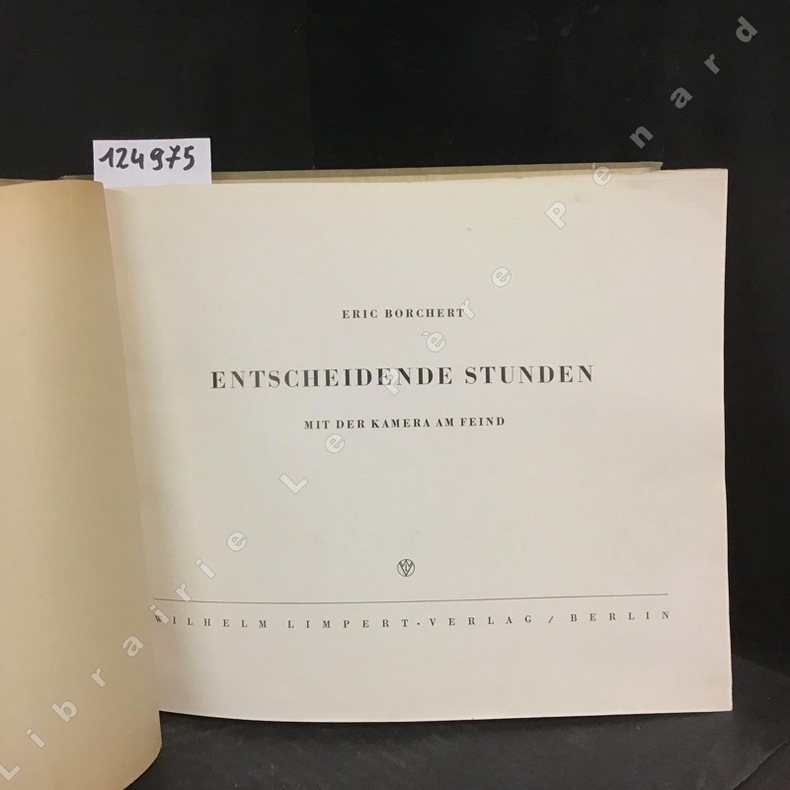 124975
ERIC BORCHERT
ENTSCHEIDENDE STUNDEN
MIT DER KAMERA AM FEIND
WILHELM LIMPERT-VERLAG / BERLIN
Librairie Le Père Pénard